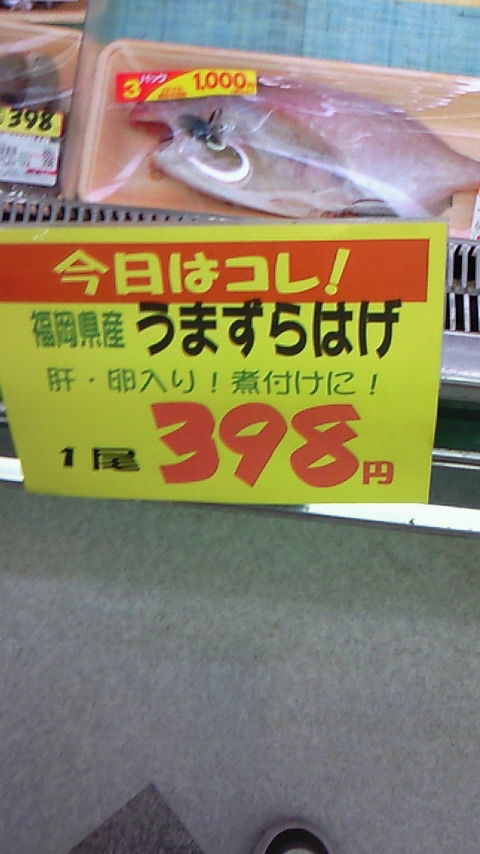 3パック 1,000円
398
今日はコレ!
福岡県産 うまずらはげ
肝・卵入り!煮付けに!
1尾 398円